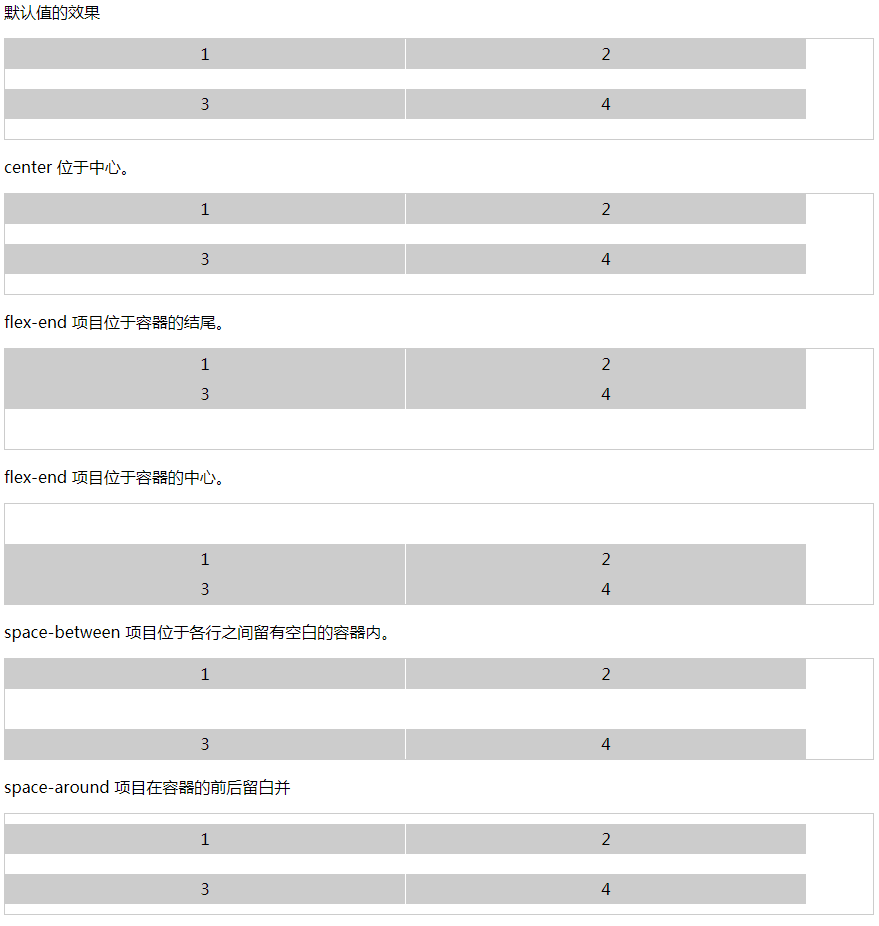 默认值的效果
1 2
3 4
center 位于中心。
1 2
3 4
flex-end 项目位于容器的结尾。
1 2
3 4
flex-end 项目位于容器的中心。
1 2
3 4
space-between 项目位于各行之间留有空白的容器内。
1 2
3 4
space-around 项目在容器的前后留白并
1 2
3 4